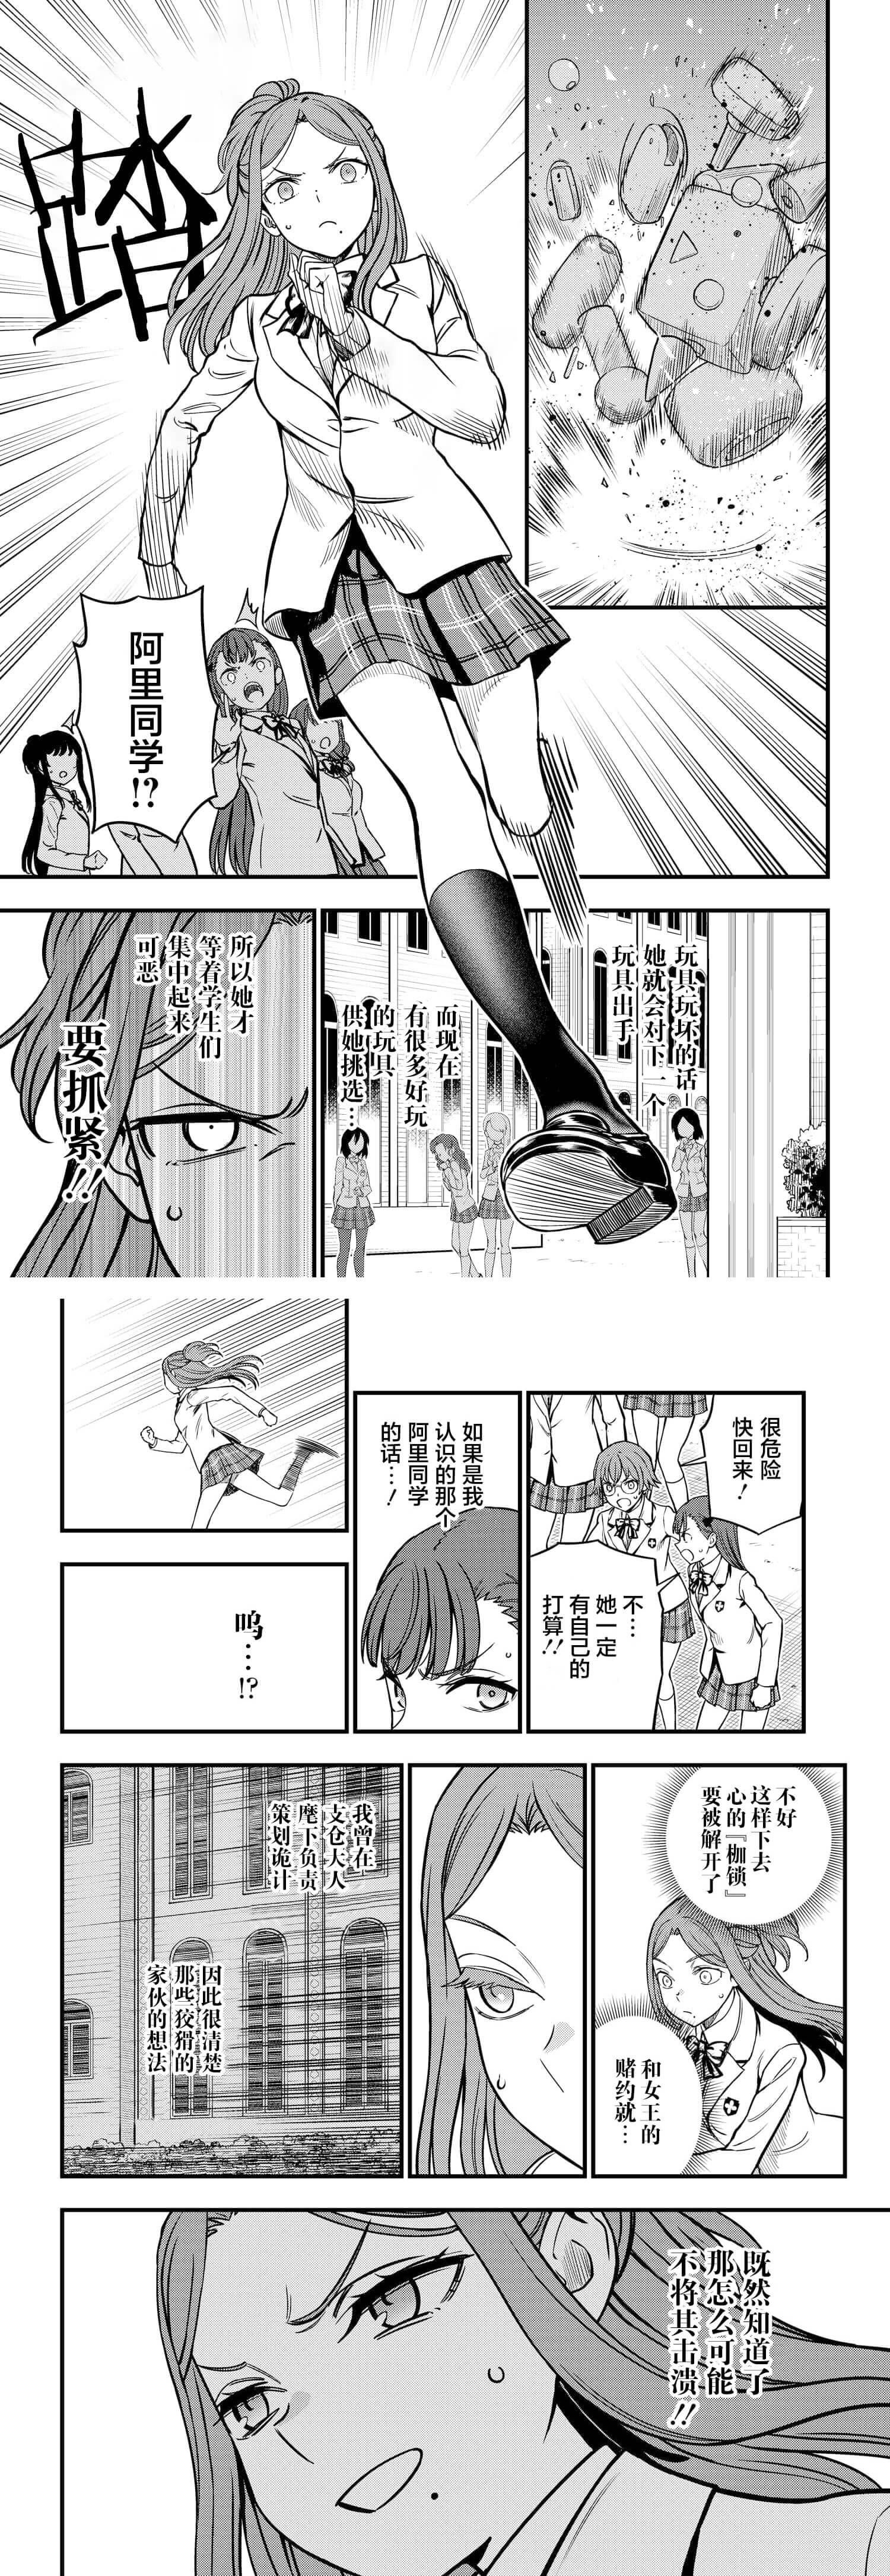 踏
阿里同学!?
玩具玩坏的话
她就会对下一个
玩具出手
而现在
有很多好玩
的玩具
供她挑选…
所以她才
等着学生们
集中起来
可恶
要抓紧!!
很危险
快回来!
不…
她一定
有自己的
打算!!
如果是我
认识的那个
阿里同学
的话…!
呜…!?
不好
这样下去
心的『枷锁』
要被解开了
和女王的
赌约就…
我曾在
支仓大人
麾下负责
策划诡计
因此很清楚
那些狡猾的
家伙的想法
既然知道了
那怎么可能
不将其击溃!!